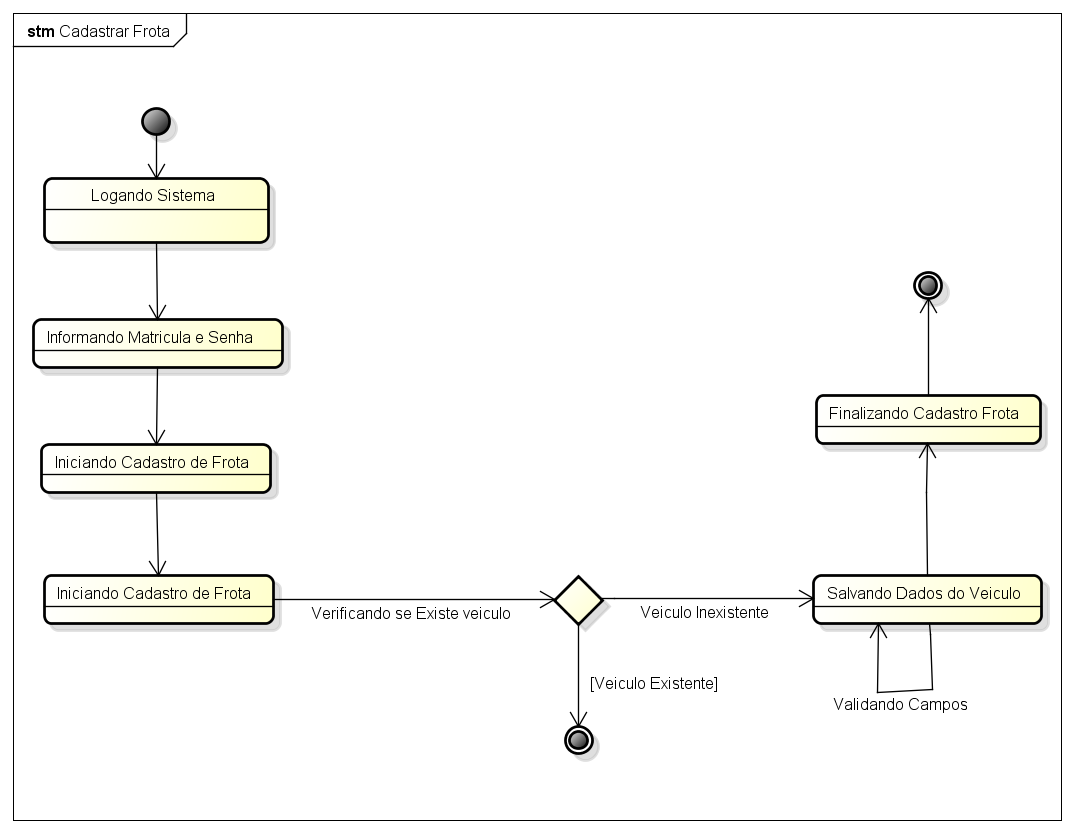 stm Cadastrar Frota
Logando Sistema
Informando Matricula e Senha
Iniciando Cadastro de Frota
Iniciando Cadastro de Frota
Verificando se Existe veiculo
Veiculo Inexistente
[Veiculo Existente]
Salvando Dados do Veiculo
Validando Campos
Finalizando Cadastro Frota